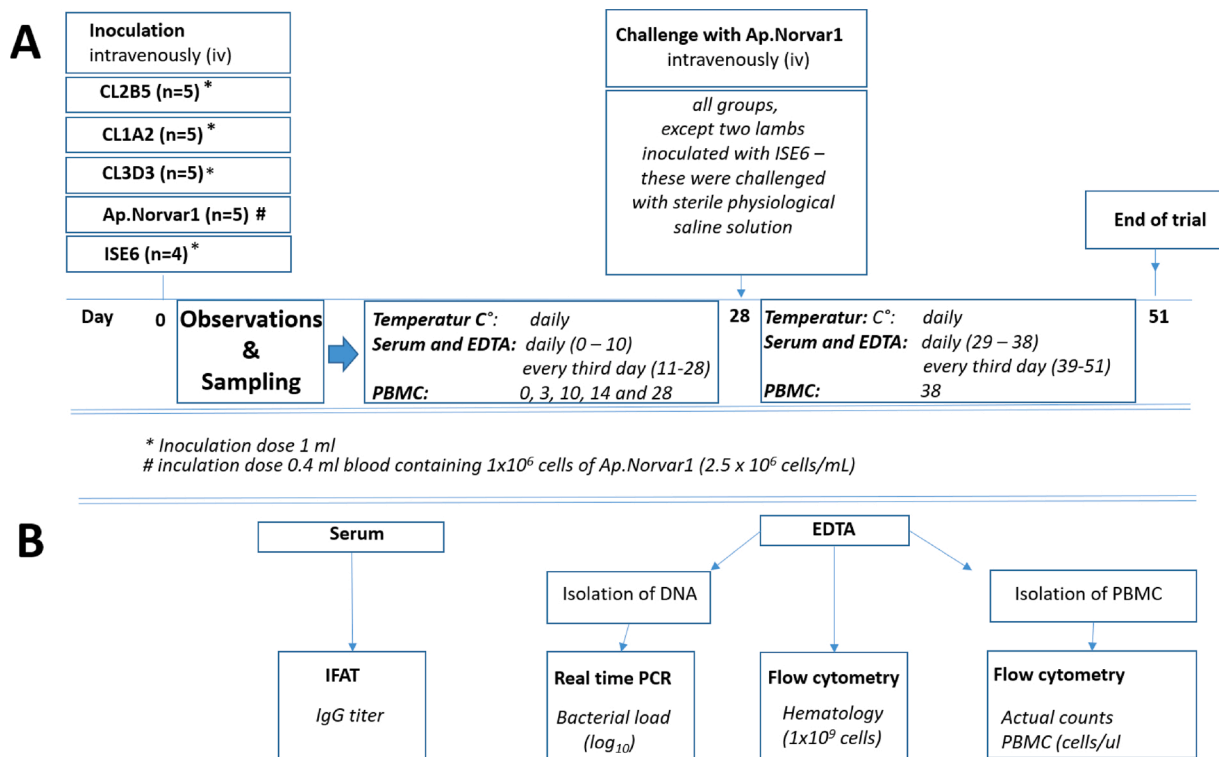 A
Inoculation
intravenously (iv)
CL2B5 (n=5) *
CL1A2 (n=5) *
CL3D3 (n=5) *
Ap.Norvar1 (n=5) #
ISE6 (n=4) *
Challenge with Ap.Norvar1
intravenously (iv)
all groups,
except two lambs
inoculated with ISE6 –
these were challenged
with sterile physiological
saline solution
End of trial
Day 0
Observations
&
Sampling
Temperatur C°: daily
Serum and EDTA: daily (0 – 10)
every third day (11-28)
PBMC: 0, 3, 10, 14 and 28
28
Temperatur: C°: daily
Serum and EDTA: daily (29 – 38)
every third day (39-51)
PBMC: 38
51
* Inoculation dose 1 ml
# inculation dose 0.4 ml blood containing 1x10⁶ cells of Ap.Norvar1 (2.5 x 10⁶ cells/mL)
B
Serum
EDTA
Isolation of DNA
Isolation of PBMC
IFAT
IgG titer
Real time PCR
Bacterial load
(log₁₀)
Flow cytometry
Hematology
(1x10⁹ cells)
Flow cytometry
Actual counts
PBMC (cells/ul